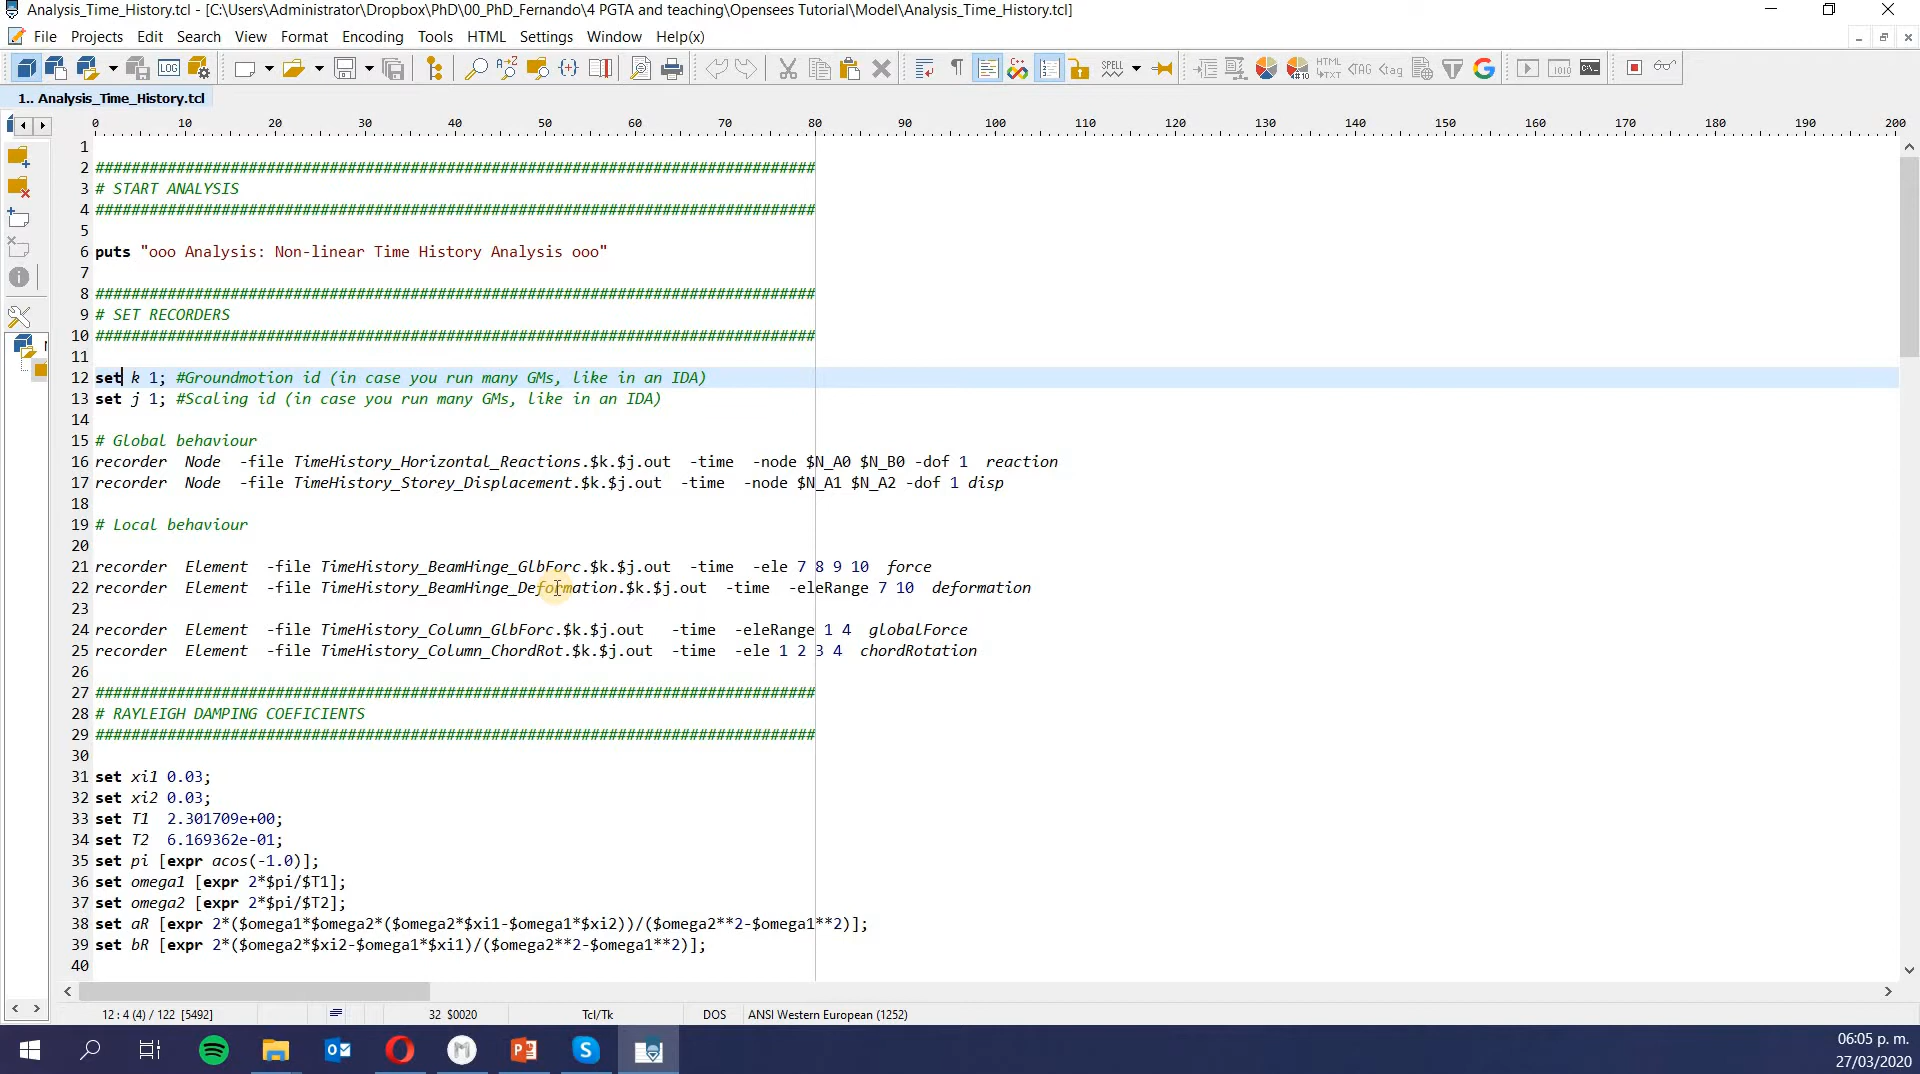 Analysis_Time_History.tcl - [C:\Users\Administrator\Dropbox\PhD\00_PhD_Fernando\4 PGTA and teaching\Opensees Tutorial\Model\Analysis_Time_History.tcl]
File Projects Edit Search View Format Encoding Tools HTML Settings Window Help(x)
1.. Analysis_Time_History.tcl
0 10 20 30 40 50 60 70 80 90 100 110 120 130 140 150 160 170 180 190 200
1
2 ################################################################################
3 # START ANALYSIS
4 ################################################################################
5
6 puts "ooo Analysis: Non-linear Time History Analysis ooo"
7
8 ################################################################################
9 # SET RECORDERS
10 ################################################################################
11
12 set k 1; #Groundmotion id (in case you run many GMs, like in an IDA)
13 set j 1; #Scaling id (in case you run many GMs, like in an IDA)
14
15 # Global behaviour
16 recorder  Node  -file TimeHistory_Horizontal_Reactions.$k.$j.out  -time  -node $N_A0 $N_B0 -dof 1  reaction
17 recorder  Node  -file TimeHistory_Storey_Displacement.$k.$j.out  -time  -node $N_A1 $N_A2 -dof 1 disp
18
19 # Local behaviour
20
21 recorder  Element  -file TimeHistory_BeamHinge_GlbForc.$k.$j.out  -time  -ele 7 8 9 10  force
22 recorder  Element  -file TimeHistory_BeamHinge_Deformation.$k.$j.out  -time  -eleRange 7 10  deformation
23
24 recorder  Element  -file TimeHistory_Column_GlbForc.$k.$j.out   -time  -eleRange 1 4  globalForce
25 recorder  Element  -file TimeHistory_Column_ChordRot.$k.$j.out  -time  -ele 1 2 3 4  chordRotation
26
27 ################################################################################
28 # RAYLEIGH DAMPING COEFICIENTS
29 ################################################################################
30
31 set xi1 0.03;
32 set xi2 0.03;
33 set T1  2.301709e+00;
34 set T2  6.169362e-01;
35 set pi [expr acos(-1.0)];
36 set omega1 [expr 2*$pi/$T1];
37 set omega2 [expr 2*$pi/$T2];
38 set aR [expr 2*($omega1*$omega2*($omega2*$xi1-$omega1*$xi2))/($omega2**2-$omega1**2)];
39 set bR [expr 2*($omega2*$xi2-$omega1*$xi1)/($omega2**2-$omega1**2)];
40
12 : 4 (4) / 122 [5492] 32 $0020 Tcl/Tk DOS ANSI Western European (1252)
06:05 p. m.
27/03/2020